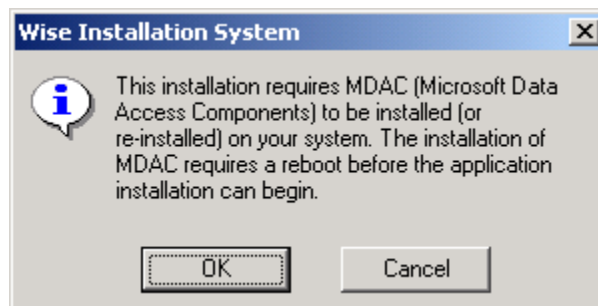 Wise Installation System
This installation requires MDAC (Microsoft Data
Access Components) to be installed (or
re-installed) on your system. The installation of
MDAC requires a reboot before the application
installation can begin.
OK
Cancel